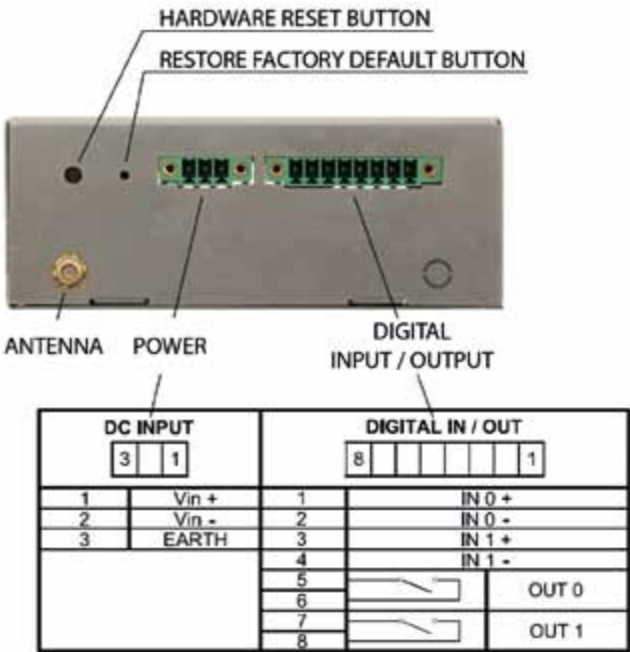 HARDWARE RESET BUTTON
RESTORE FACTORY DEFAULT BUTTON
ANTENNA POWER DIGITAL
INPUT / OUTPUT
DC INPUT DIGITAL IN / OUT
3 1 8 1
1 Vin + 1 IN 0 +
2 Vin - 2 IN 0 -
3 EARTH 3 IN 1 +
4 IN 1 -
5 OUT 0
6
7 OUT 1
8